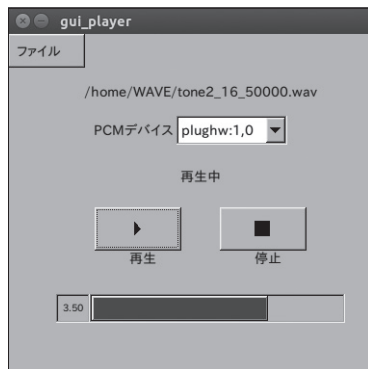 gui_player
ファイル
/home/WAVE/tone2_16_50000.wav
PCMデバイス plughw:1,0
再生中
再生 停止
3.50